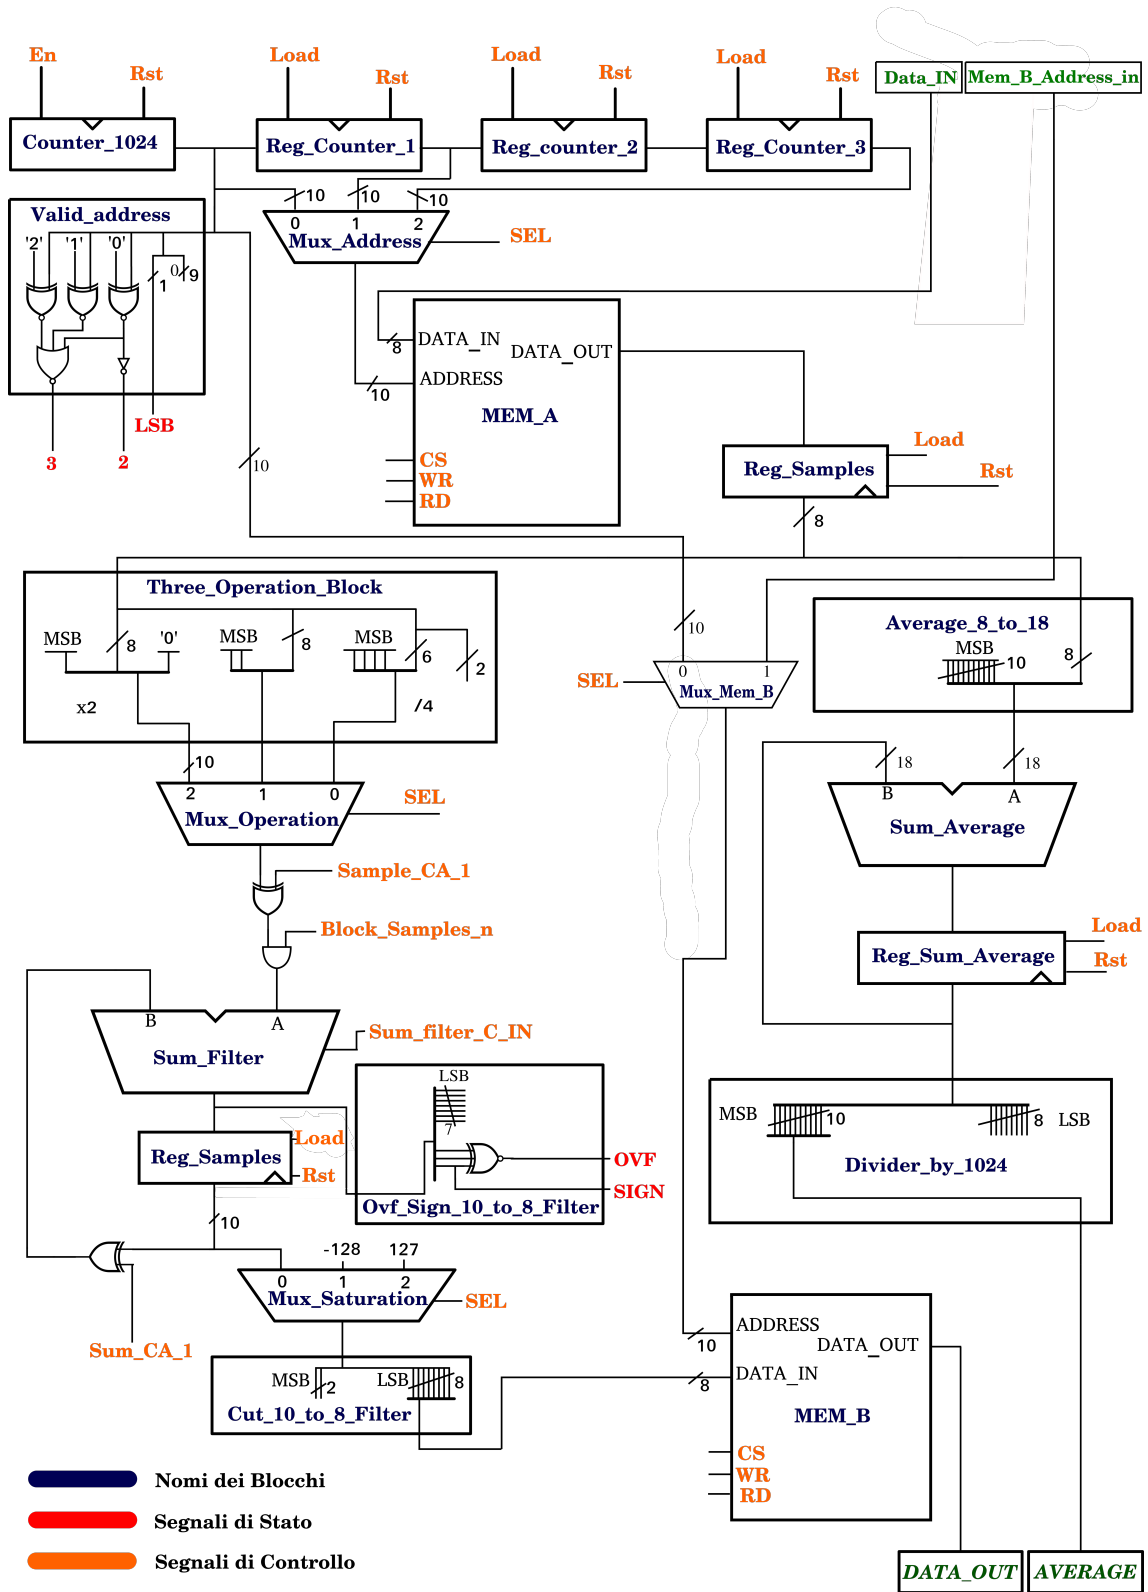 En
Rst
Load
Rst
Load
Rst
Load
Rst
Data_IN
Mem_B_Address_in
Counter_1024
Reg_Counter_1
Reg_counter_2
Reg_Counter_3
10
10
10
0
1
2
Mux_Address
SEL
Valid_address
'2'
'1'
'0'
0
1
9
LSB
3
2
10
8
10
DATA_IN
DATA_OUT
ADDRESS
MEM_A
CS
WR
RD
Reg_Samples
Load
Rst
8
Three_Operation_Block
MSB
8
'0'
MSB
8
MSB
6
2
x2
/4
10
2
1
0
Mux_Operation
SEL
10
0
1
Mux_Mem_B
SEL
Average_8_to_18
MSB
10
8
18
18
B
A
Sum_Average
Reg_Sum_Average
Load
Rst
Sample_CA_1
Block_Samples_n
B
A
Sum_Filter
Sum_filter_C_IN
LSB
7
OVF
SIGN
Ovf_Sign_10_to_8_Filter
Reg_Samples
Load
Rst
10
MSB
10
8
LSB
Divider_by_1024
-128
127
0
1
2
Mux_Saturation
SEL
Sum_CA_1
MSB
2
LSB
8
Cut_10_to_8_Filter
10
8
ADDRESS
DATA_OUT
DATA_IN
MEM_B
CS
WR
RD
Nomi dei Blocchi
Segnali di Stato
Segnali di Controllo
DATA_OUT
AVERAGE